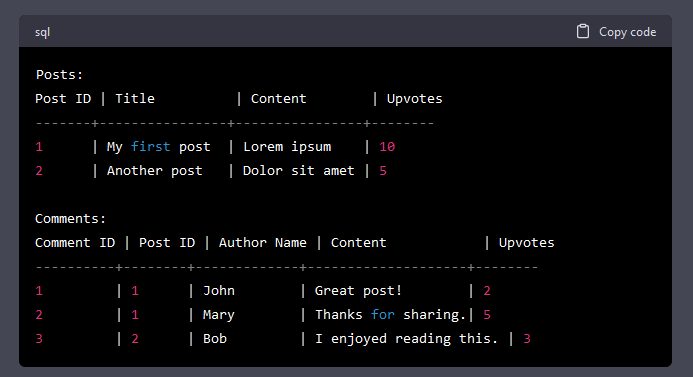 sql Copy code
Posts:
Post ID | Title          | Content        | Upvotes
-------+----------------+----------------+--------
1      | My first post  | Lorem ipsum    | 10
2      | Another post   | Dolor sit amet | 5
Comments:
Comment ID | Post ID | Author Name | Content            | Upvotes
----------+--------+-------------+--------------------+--------
1         | 1      | John        | Great post!        | 2
2         | 1      | Mary        | Thanks for sharing.| 5
3         | 2      | Bob         | I enjoyed reading this. | 3